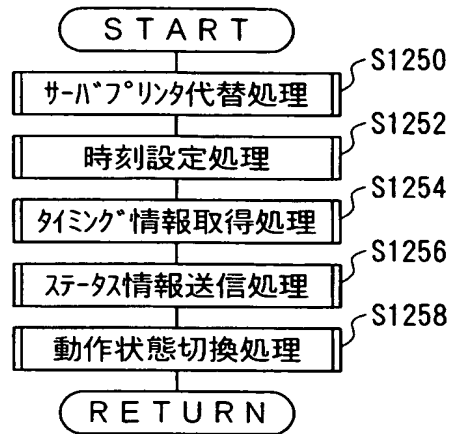 START
S1250
ｻｰﾊﾞﾌﾟﾘﾝﾀ代替処理
S1252
時刻設定処理
S1254
ﾀｲﾐﾝｸﾞ情報取得処理
S1256
ｽﾃｰﾀｽ情報送信処理
S1258
動作状態切換処理
RETURN